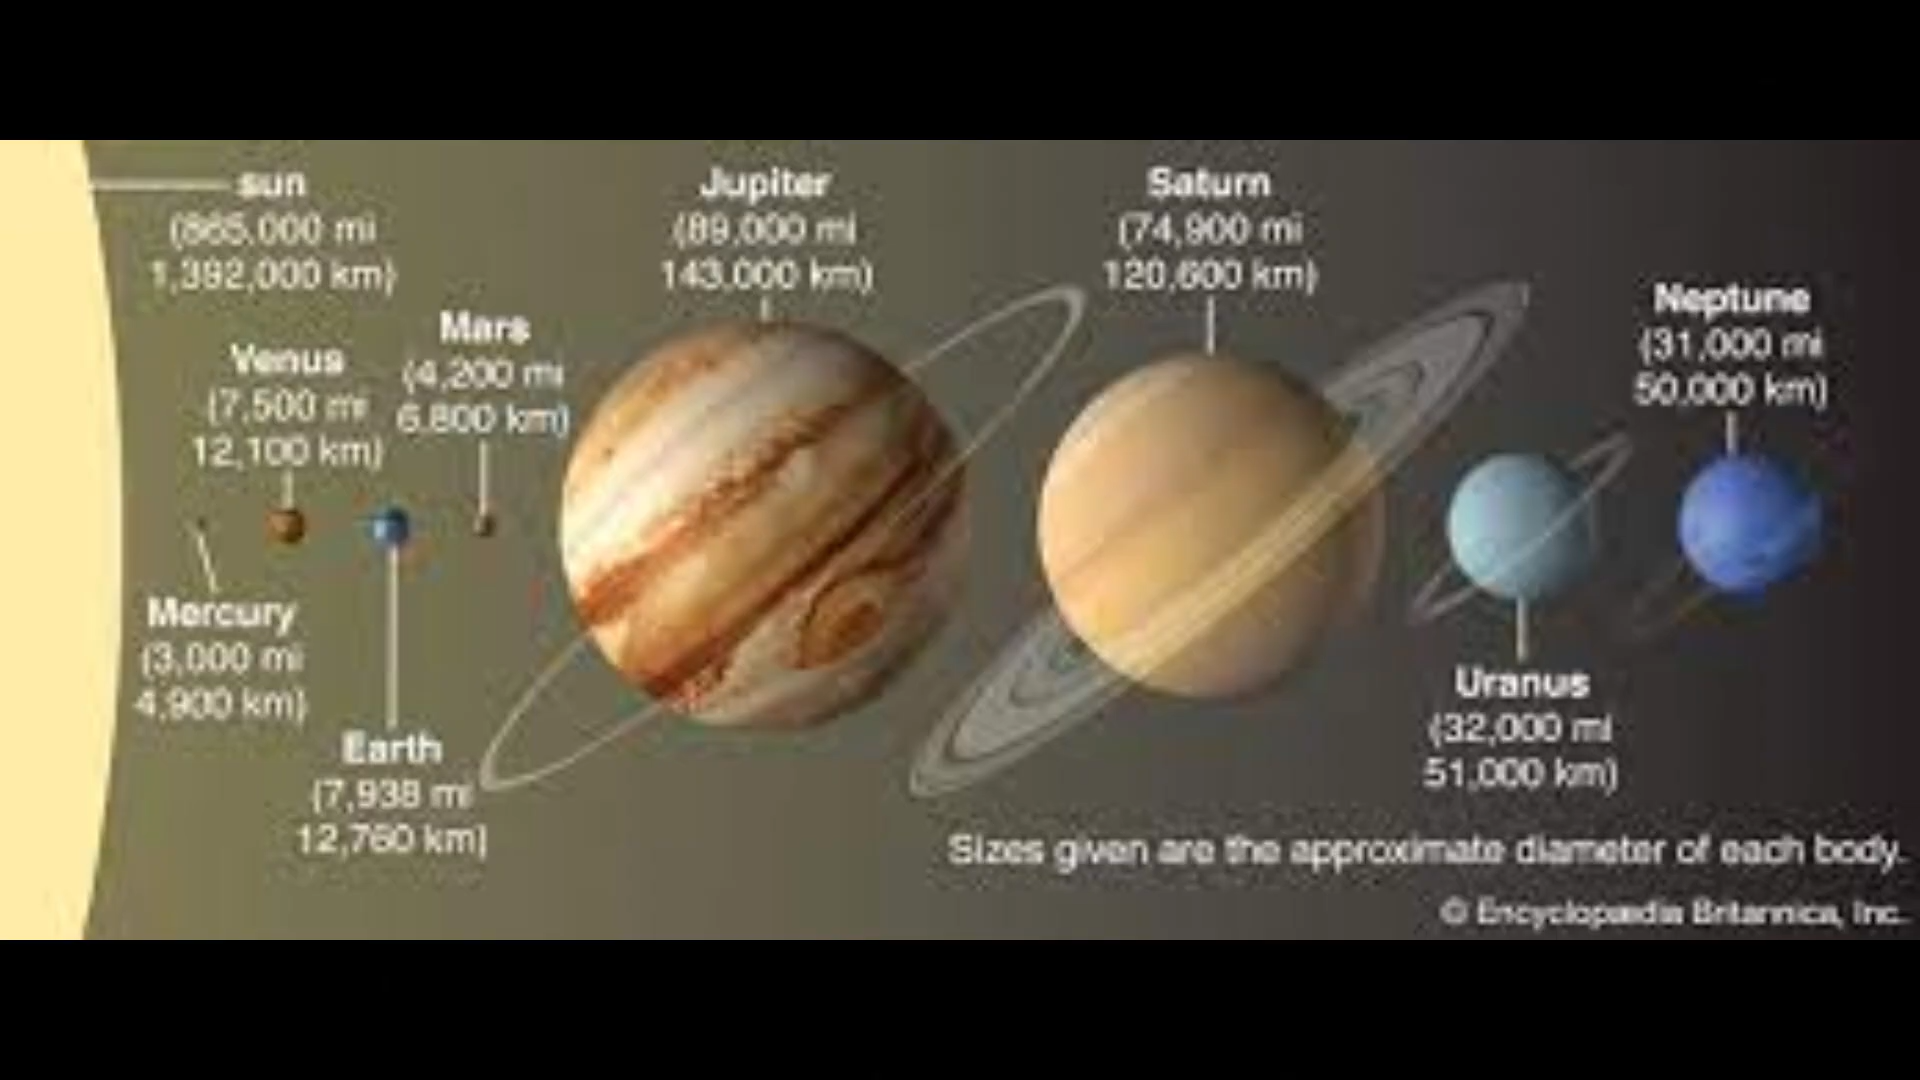 sun
(865,000 mi
1,392,000 km)
Venus
(7,500 mi
12,100 km)
Mars
(4,200 mi
6,800 km)
Mercury
(3,000 mi
4,900 km)
Earth
(7,938 mi
12,760 km)
Jupiter
(89,000 mi
143,000 km)
Saturn
(74,900 mi
120,600 km)
Uranus
(32,000 mi
51,000 km)
Neptune
(31,000 mi
50,000 km)
Sizes given are the approximate diameter of each body.
© Encyclopædia Britannica, Inc.